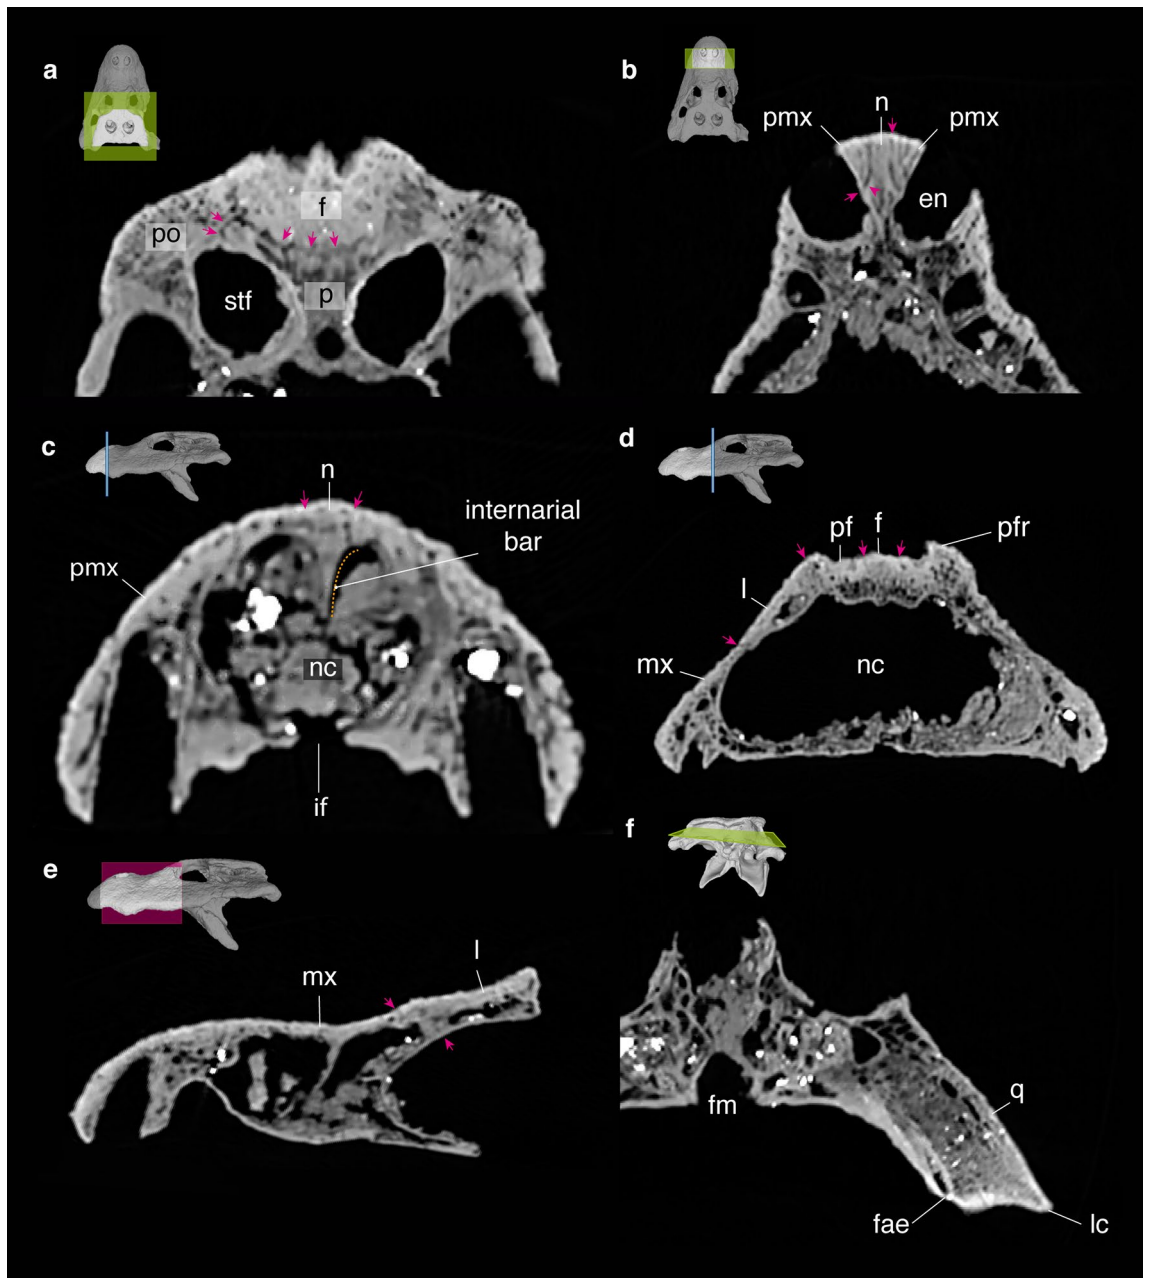 a
f
po
stf
p
b
n
pmx
pmx
en
c
n
internarial
bar
pmx
nc
if
d
pf
f
pfr
l
mx
nc
e
l
mx
f
q
fm
fae
lc